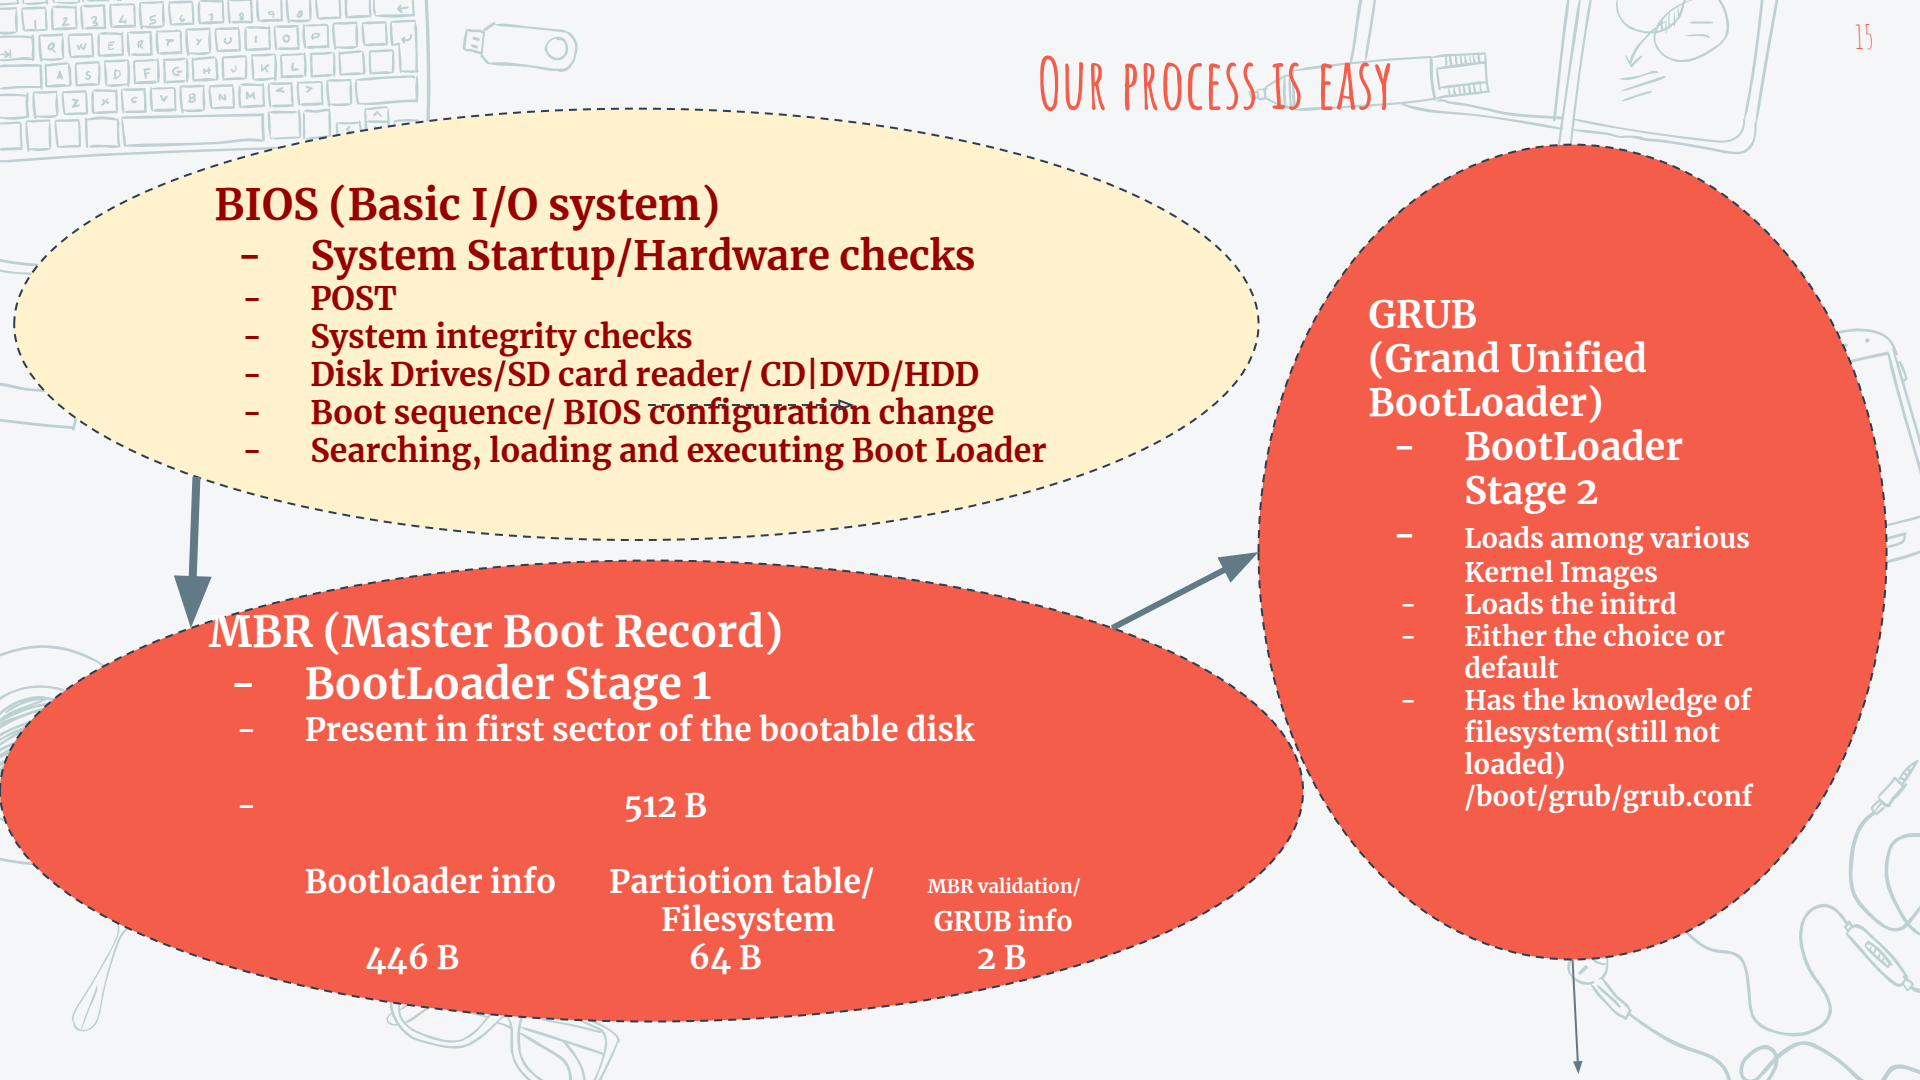 15
Our process is easy
BIOS (Basic I/O system)
- System Startup/Hardware checks
- POST
- System integrity checks
- Disk Drives/SD card reader/ CD|DVD/HDD
- Boot sequence/ BIOS configuration change
- Searching, loading and executing Boot Loader
MBR (Master Boot Record)
- BootLoader Stage 1
- Present in first sector of the bootable disk
- 512 B
Bootloader info Partiotion table/ MBR validation/
Filesystem GRUB info
446 B 64 B 2 B
GRUB
(Grand Unified
BootLoader)
- BootLoader
Stage 2
- Loads among various
Kernel Images
- Loads the initrd
- Either the choice or
default
- Has the knowledge of
filesystem(still not
loaded)
/boot/grub/grub.conf